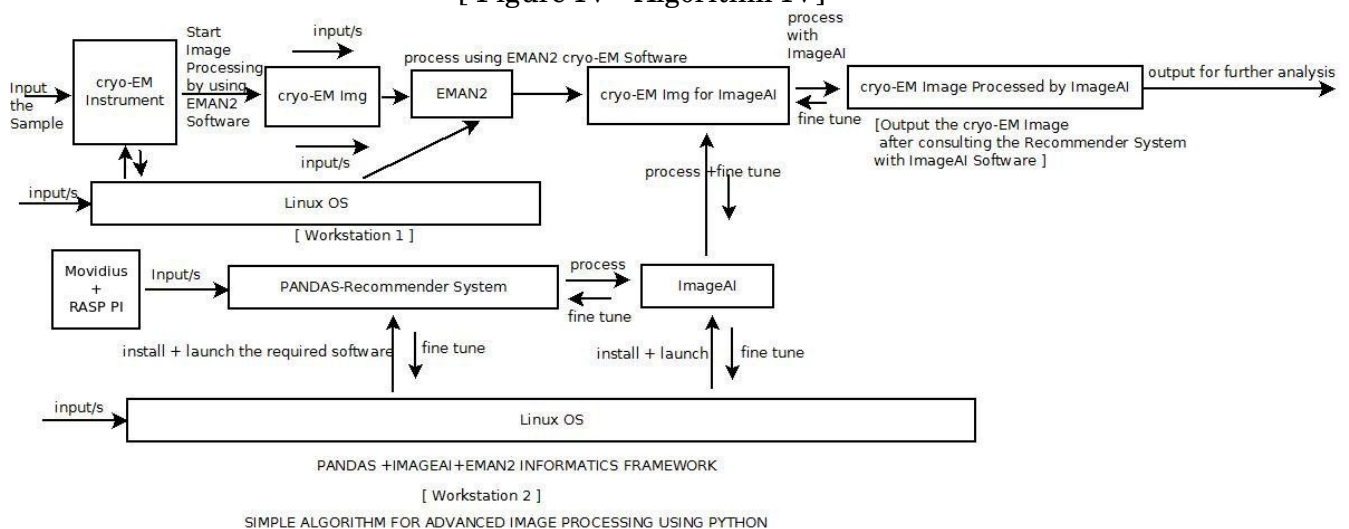 [ Figure IV - Algorithm IV]
Input
the
Sample
cryo-EM
Instrument
Start
Image
Processing
by using
EMAN2
Software
input/s
cryo-EM Img
input/s
process using EMAN2 cryo-EM Software
EMAN2
cryo-EM Img for ImageAI
process
with
ImageAI
fine tune
cryo-EM Image Processed by ImageAI
output for further analysis
[Output the cryo-EM Image
after consulting the Recommender System
with ImageAI Software ]
input/s
Linux OS
[ Workstation 1 ]
process +fine tune
Movidius
+
RASP PI
Input/s
PANDAS-Recommender System
process
fine tune
ImageAI
install + launch the required software
fine tune
install + launch
fine tune
input/s
Linux OS
PANDAS +IMAGEAI+EMAN2 INFORMATICS FRAMEWORK
[ Workstation 2 ]
SIMPLE ALGORITHM FOR ADVANCED IMAGE PROCESSING USING PYTHON